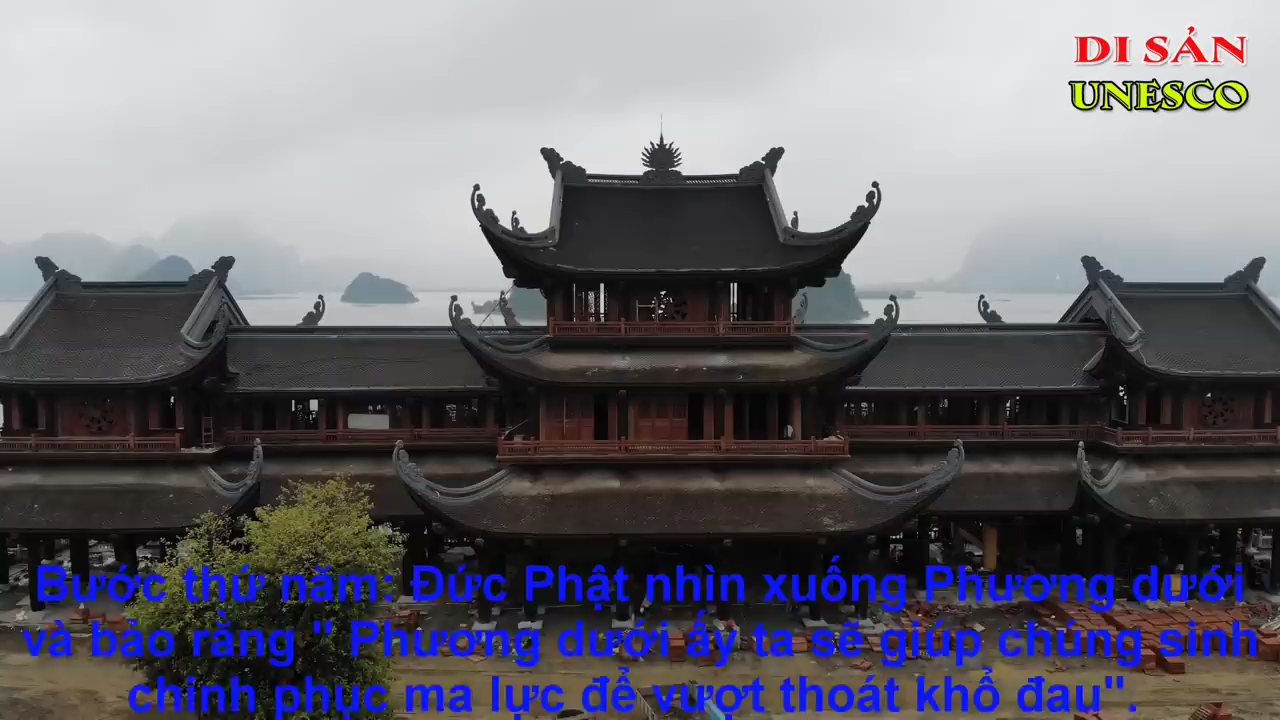 DI SẢN
UNESCO
Bước thứ năm: Đức Phật nhìn xuống Phương dưới
và bảo rằng " Phương dưới ấy ta sẽ giúp chúng sinh
chinh phục ma lực để vượt thoát khổ đau".